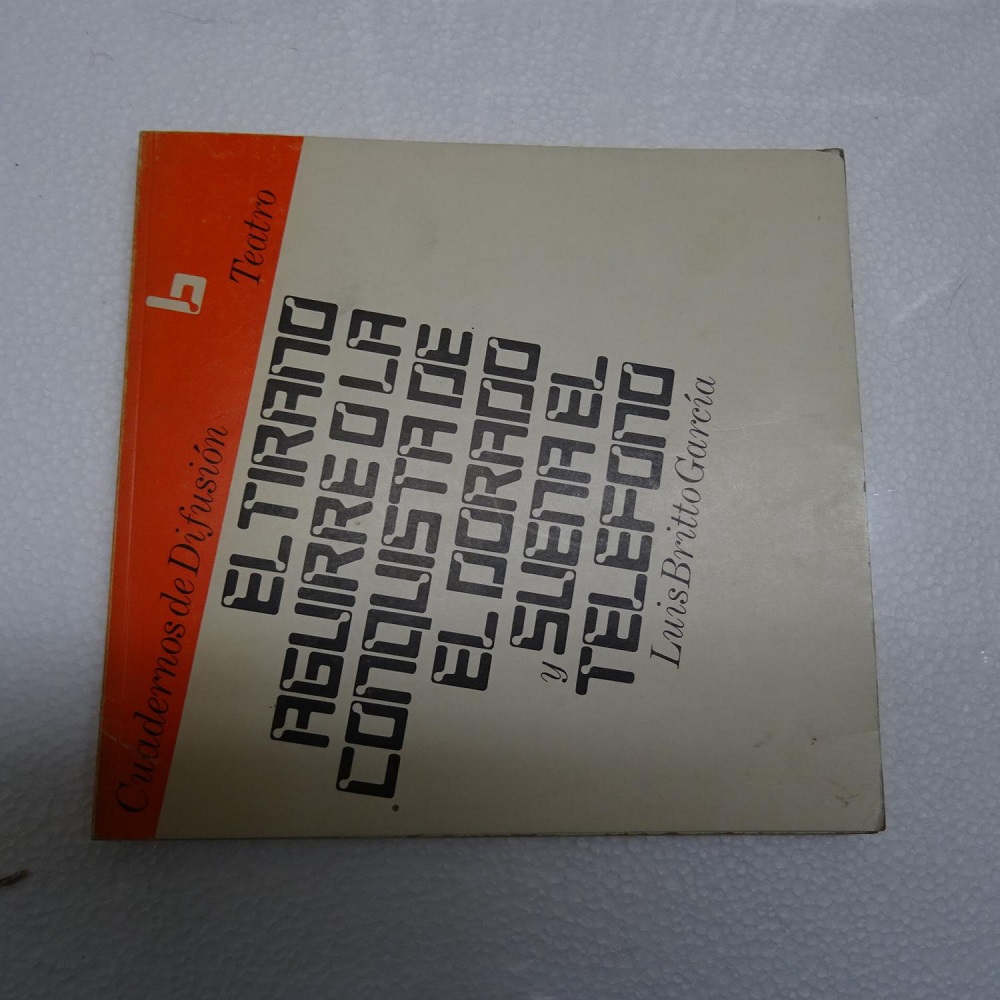 Cuadernos de Difusión
Teatro
EL TIRANO
AGUIRRE O LA
CONQUISTA DE
EL DORADO
y SUENA EL
TELEFONO
Luis Britto García